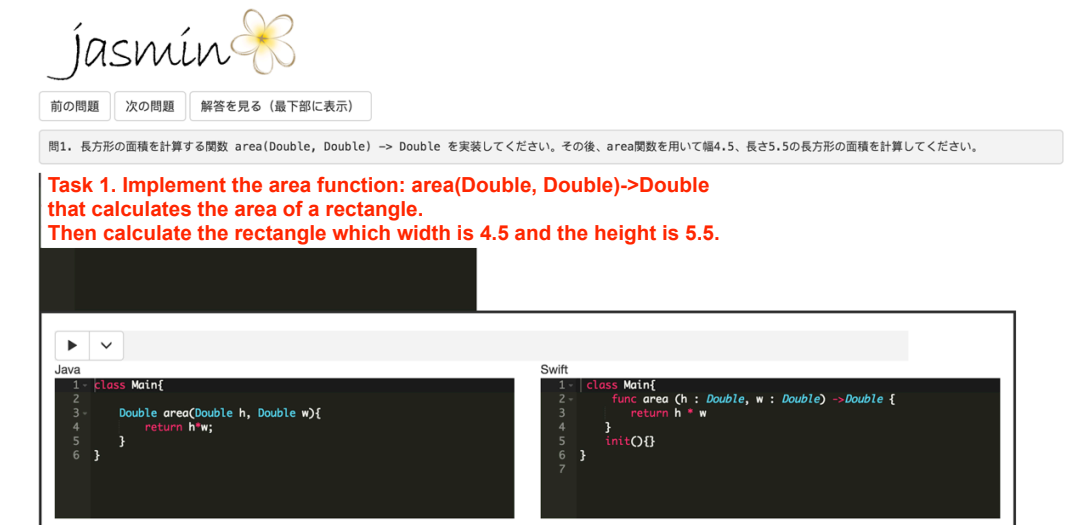 jasmin
前の問題 次の問題 解答を見る（最下部に表示）
問1. 長方形の面積を計算する関数 area(Double, Double) -> Double を実装してください。その後、area関数を用いて幅4.5、長さ5.5の長方形の面積を計算してください。
Task 1. Implement the area function: area(Double, Double)->Double
that calculates the area of a rectangle.
Then calculate the rectangle which width is 4.5 and the height is 5.5.
Java
1 class Main{
2
3 Double area(Double h, Double w){
4 return h*w;
5 }
6 }
Swift
1 class Main{
2 func area (h : Double, w : Double) ->Double {
3 return h * w
4 }
5 init(){}
6 }
7